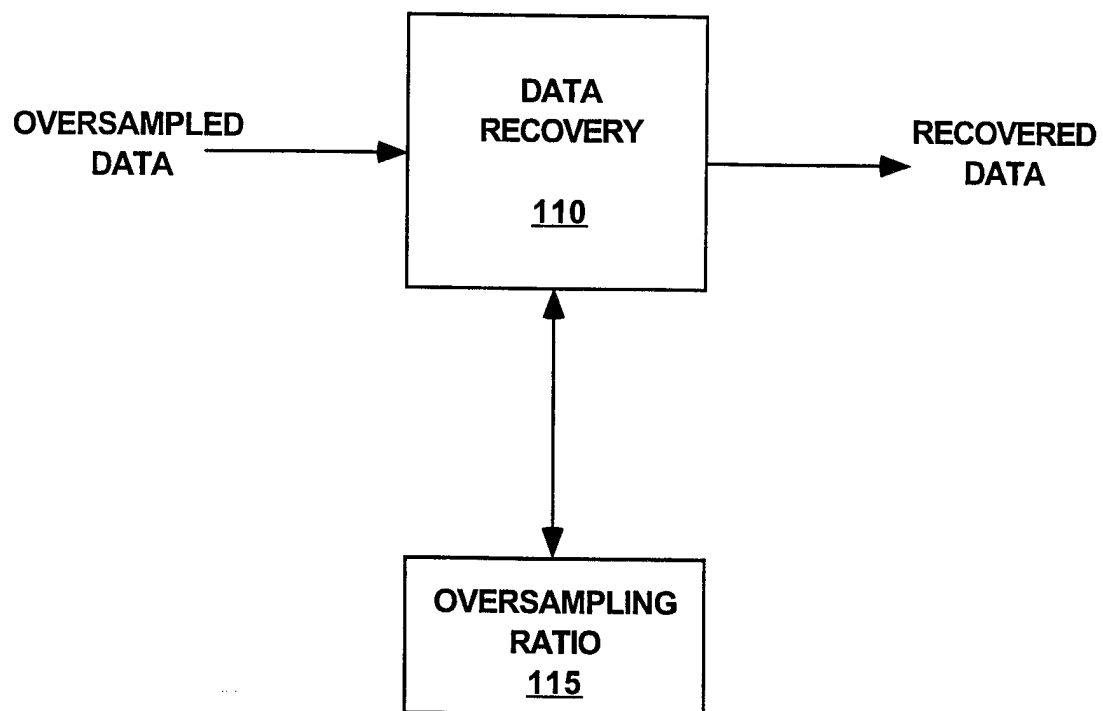 OVERSAMPLED
DATA
DATA
RECOVERY
110
RECOVERED
DATA
OVERSAMPLING
RATIO
115